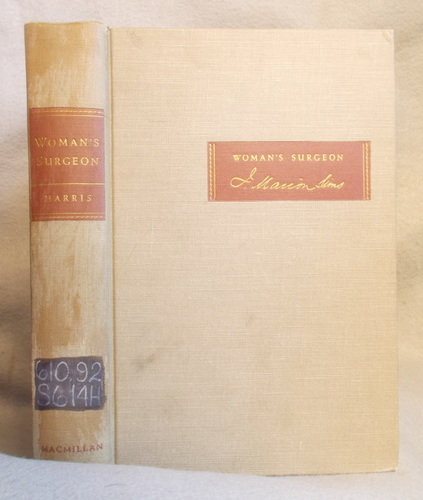 WOMAN'S
SURGEON
HARRIS
610.92
S614H
MACMILLAN
WOMAN'S SURGEON
J. Marion Sims